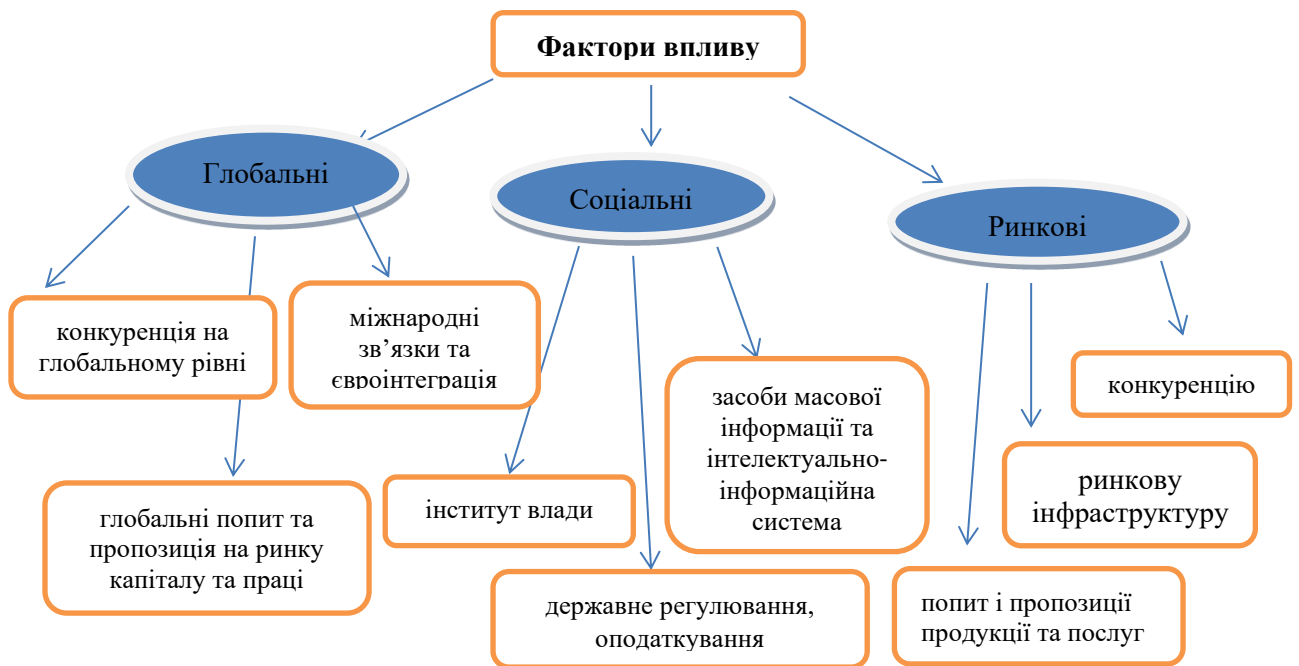 Фактори впливу
Глобальні
Соціальні
Ринкові
конкуренція на
глобальному рівні
міжнародні
зв’язки та
євроінтеграція
глобальні попит та
пропозиція на ринку
капіталу та праці
інститут влади
засоби масової
інформації та
інтелектуально-
інформаційна
система
державне регулювання,
оподаткування
конкуренцію
ринкову
інфраструктуру
попит і пропозиції
продукції та послуг